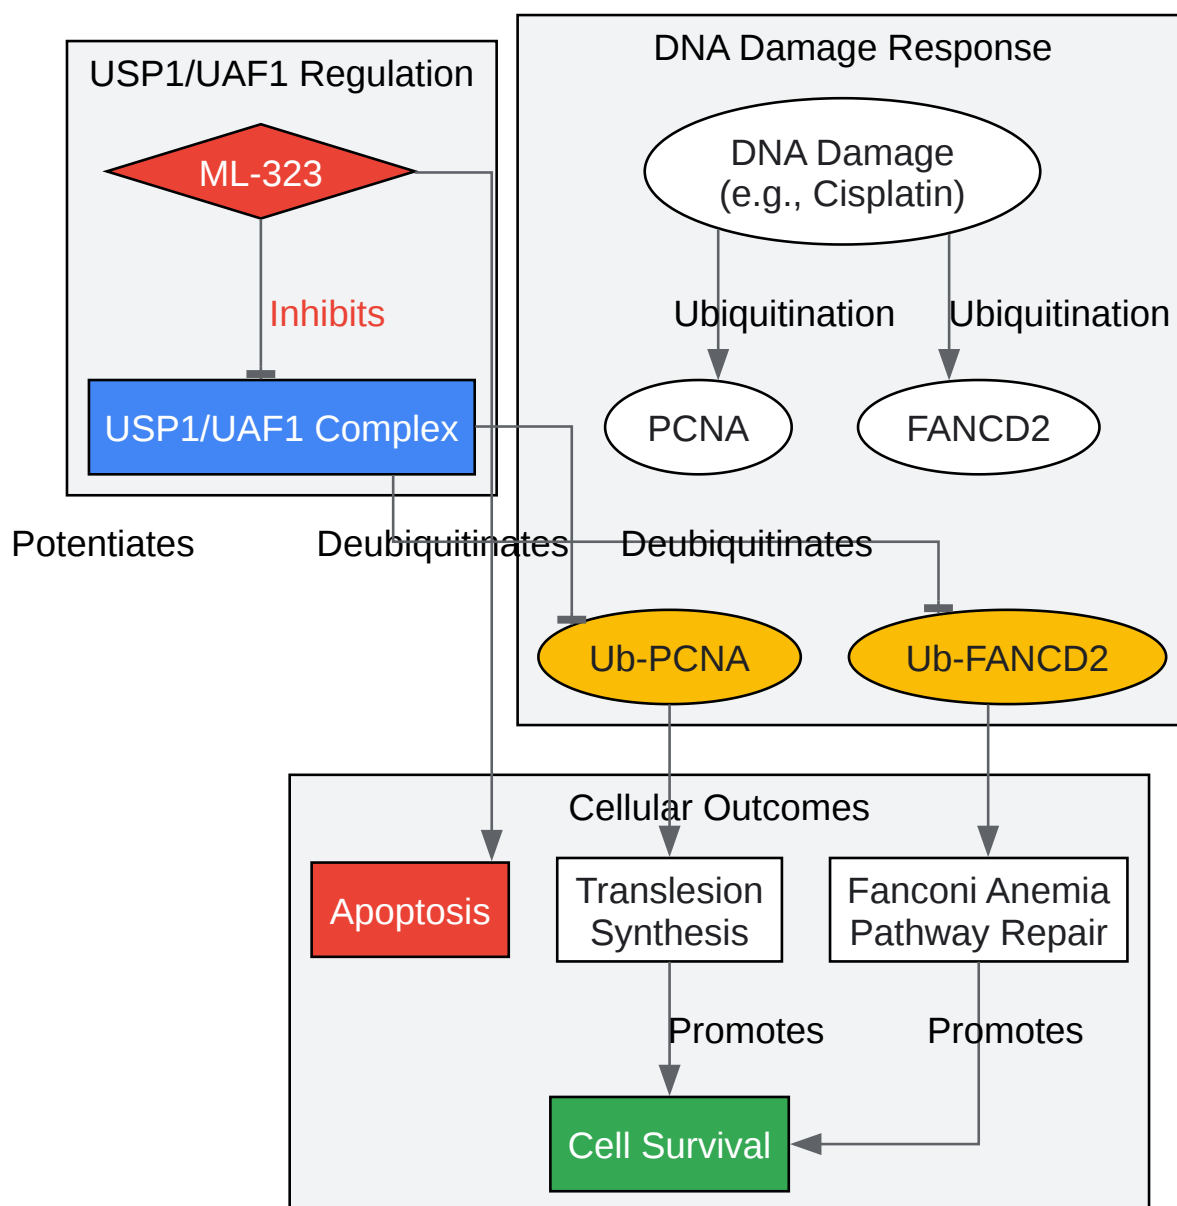 DNA Damage Response
USP1/UAF1 Regulation
ML-323
DNA Damage
(e.g., Cisplatin)
Inhibits
Ubiquitination
Ubiquitination
USP1/UAF1 Complex
PCNA
FANCD2
Potentiates
Deubiquitinates
Deubiquitinates
Ub-PCNA
Ub-FANCD2
Cellular Outcomes
Apoptosis
Translesion
Synthesis
Fanconi Anemia
Pathway Repair
Promotes
Promotes
Cell Survival